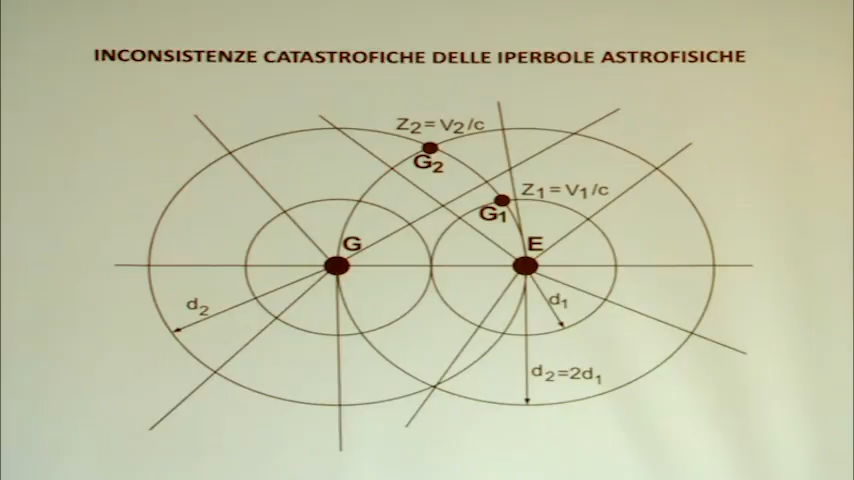 INCONSISTENZE CATASTROFICHE DELLE IPERBOLE ASTROFISICHE
Z₂=V₂/c
G₂
Z₁=V₁/c
G₁
G
E
d₂
d₁
d₂=2d₁